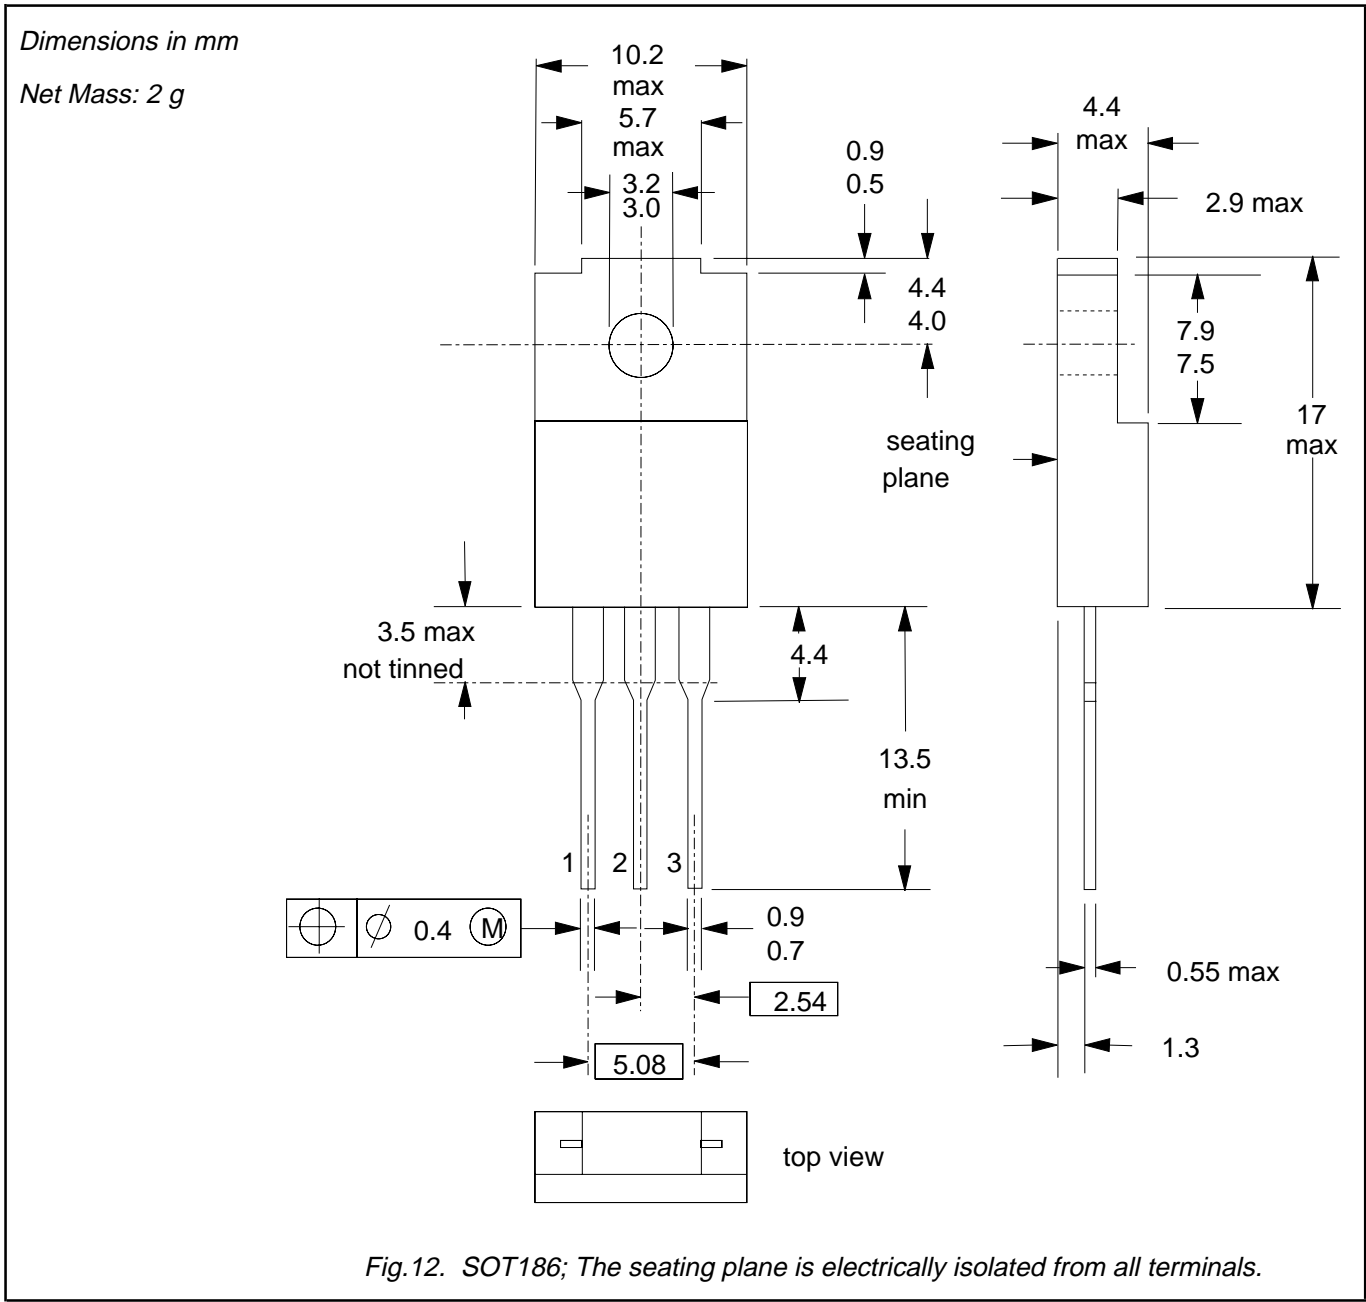 Dimensions in mm
Net Mass: 2 g
10.2
max
5.7
max
3.2
3.0
0.9
0.5
4.4
4.0
4.4
max
2.9 max
7.9
7.5
17
max
seating
plane
3.5 max
not tinned
4.4
13.5
min
1
2
3
0.4
M
0.9
0.7
2.54
5.08
0.55 max
1.3
top view
Fig.12. SOT186; The seating plane is electrically isolated from all terminals.